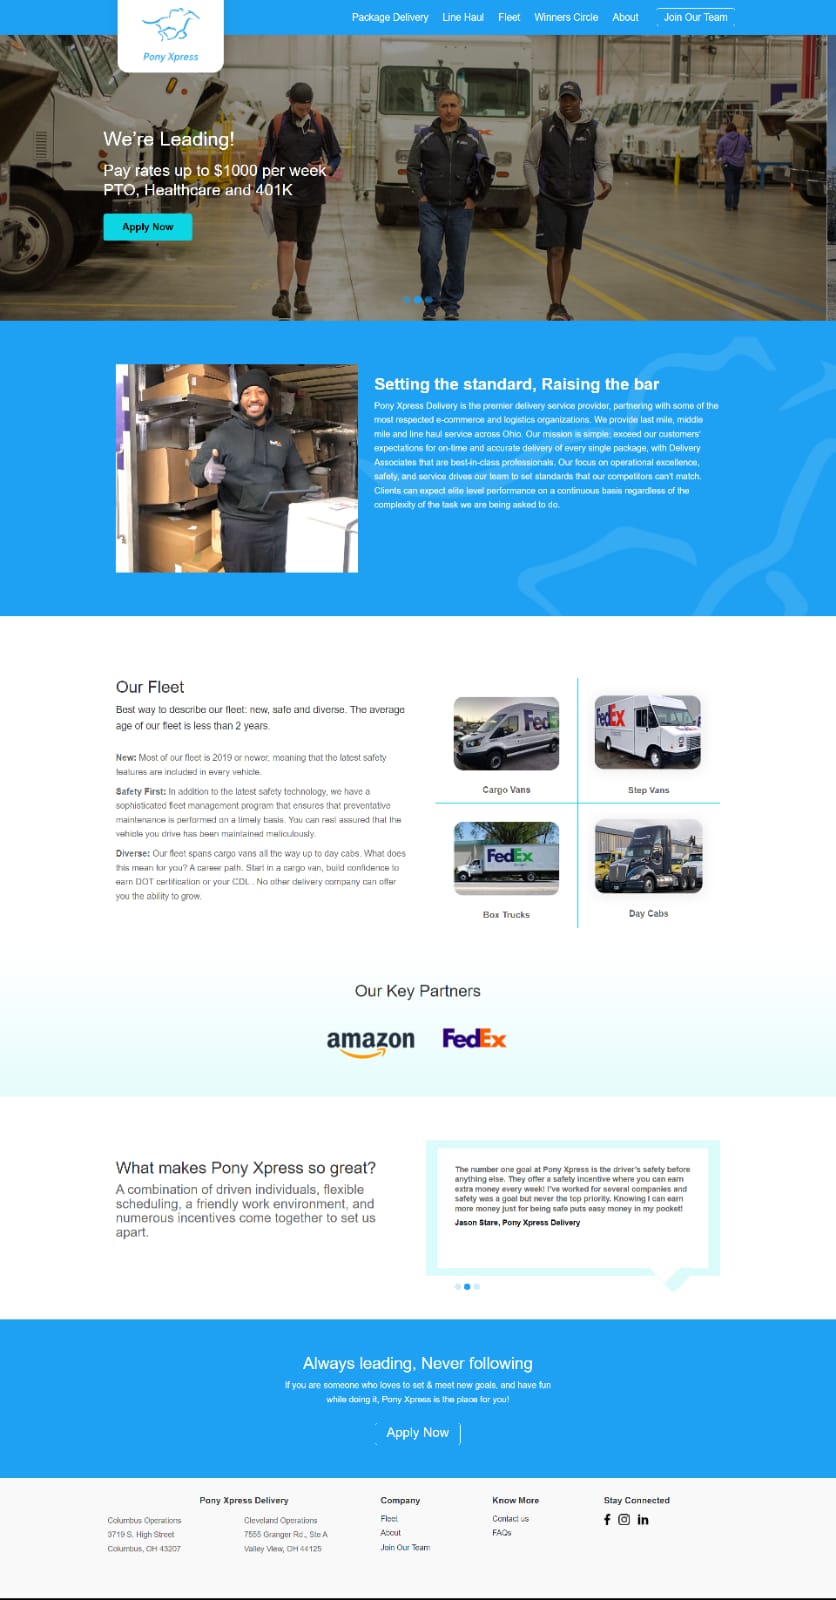 Package Delivery Line Haul Fleet Winners Circle About Join Our Team
Pony Xpress
We're Leading!
Pay rates up to $1000 per week
PTO, Healthcare and 401K
Apply Now
Setting the standard, Raising the bar
Pony Xpress Delivery is the premier delivery service provider, partnering with some of the
most respected e-commerce and logistics organizations. We provide last mile, middle
mile and line haul service across Ohio. Our mission is simple; exceed our customers'
expectations for on-time and accurate delivery of every single package, with Delivery
Associates that are best-in-class professionals. Our focus on operational excellence,
safety, and service drives our team to set standards that our competitors can't match.
Clients can expect elite level performance on a continuous basis regardless of the
complexity of the task we are being asked to do.
Our Fleet
Best way to describe our fleet: new, safe and diverse. The average
age of our fleet is less than 2 years.
New: Most of our fleet is 2019 or newer, meaning that the latest safety
features are included in every vehicle.
Safety First: In addition to the latest safety technology, we have a
sophisticated fleet management program that ensures that preventative
maintenance is performed on a timely basis. You can rest assured that the
vehicle you drive has been maintained meticulously.
Diverse: Our fleet spans cargo vans all the way up to day cabs. What does
this mean for you? A career path. Start in a cargo van, build confidence to
earn DOT certification or your CDL . No other delivery company can offer
you the ability to grow.
Fed
FedEx
Cargo Vans
Step Vans
FedEx
Box Trucks
Day Cabs
Our Key Partners
amazon FedEx
What makes Pony Xpress so great?
A combination of driven individuals, flexible
scheduling, a friendly work environment, and
numerous incentives come together to set us
apart.
The number one goal at Pony Xpress is the driver's safety before
anything else. They offer a safety incentive where you can earn
extra money every week! I've worked for several companies and
safety was a goal but never the top priority. Knowing I can earn
more money just for being safe puts easy money in my pocket!
Jason Stare, Pony Xpress Delivery
Always leading, Never following
If you are someone who loves to set & meet new goals, and have fun
while doing it, Pony Xpress is the place for you!
Apply Now
Pony Xpress Delivery
Columbus Operations
3719 S. High Street
Columbus, OH 43207
Cleveland Operations
7555 Granger Rd., Ste A
Valley View, OH 44125
Company
Fleet
About
Join Our Team
Know More
Contact us
FAQs
Stay Connected